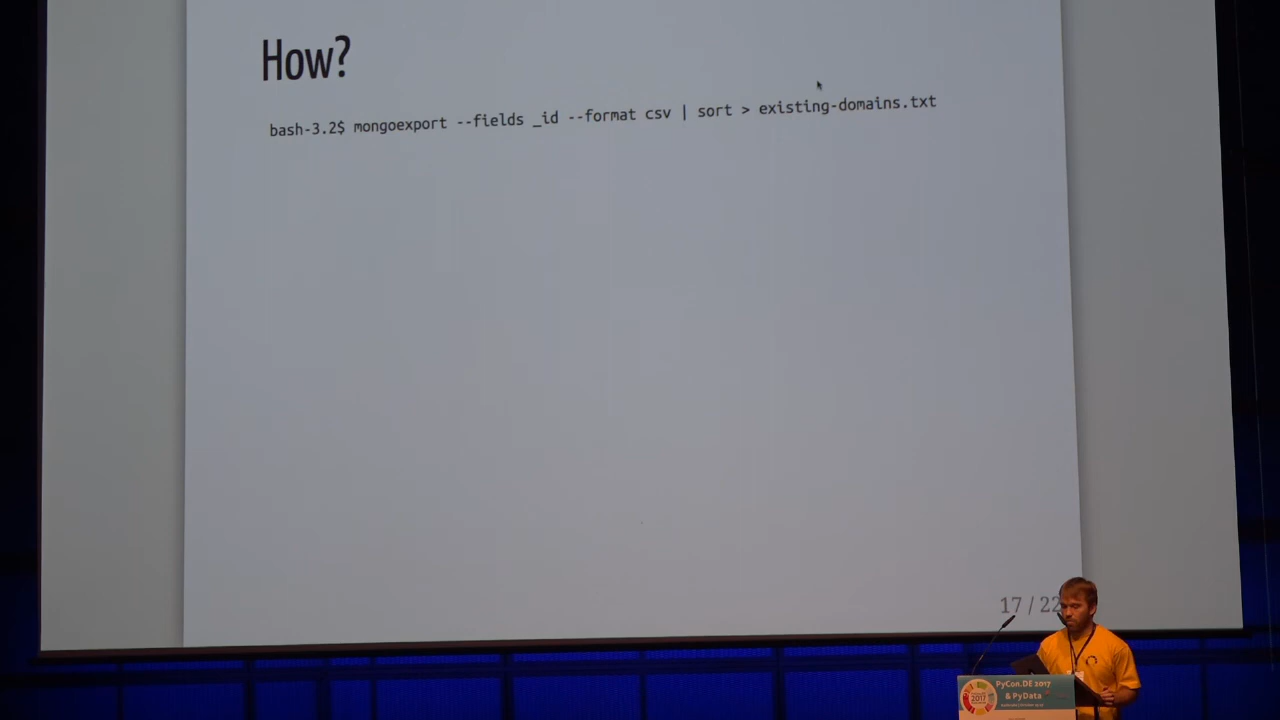 How?
bash-3.2$ mongoexport --fields _id --format csv | sort > existing-domains.txt
17 / 22
PyCon.DE 2017
& PyData
2017